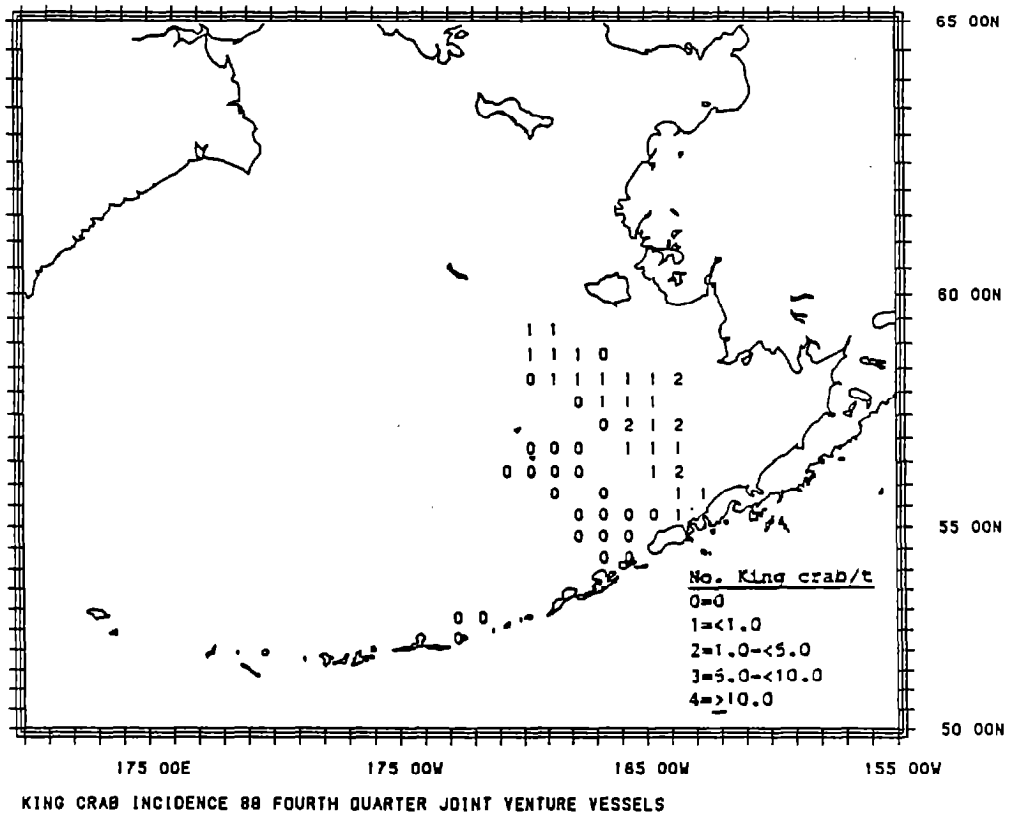 65 00N
60 00N
1 1
1 1 1 0
0 1 1 1 1 1 2
0 1 1 1
0 2 1 2
0 0 0 1 1 1
0 0 0 0 1 2
0 0 1 1
0 0 0 0 1
55 00N
0 0 0
0 0
No. King crab/t
0=0
1=<1.0
2=1.0-<5.0
3=5.0-<10.0
4=≥10.0
0 0
0
50 00N
175 00E 175 00W 165 00W 155 00W
KING CRAB INCIDENCE 88 FOURTH QUARTER JOINT VENTURE VESSELS